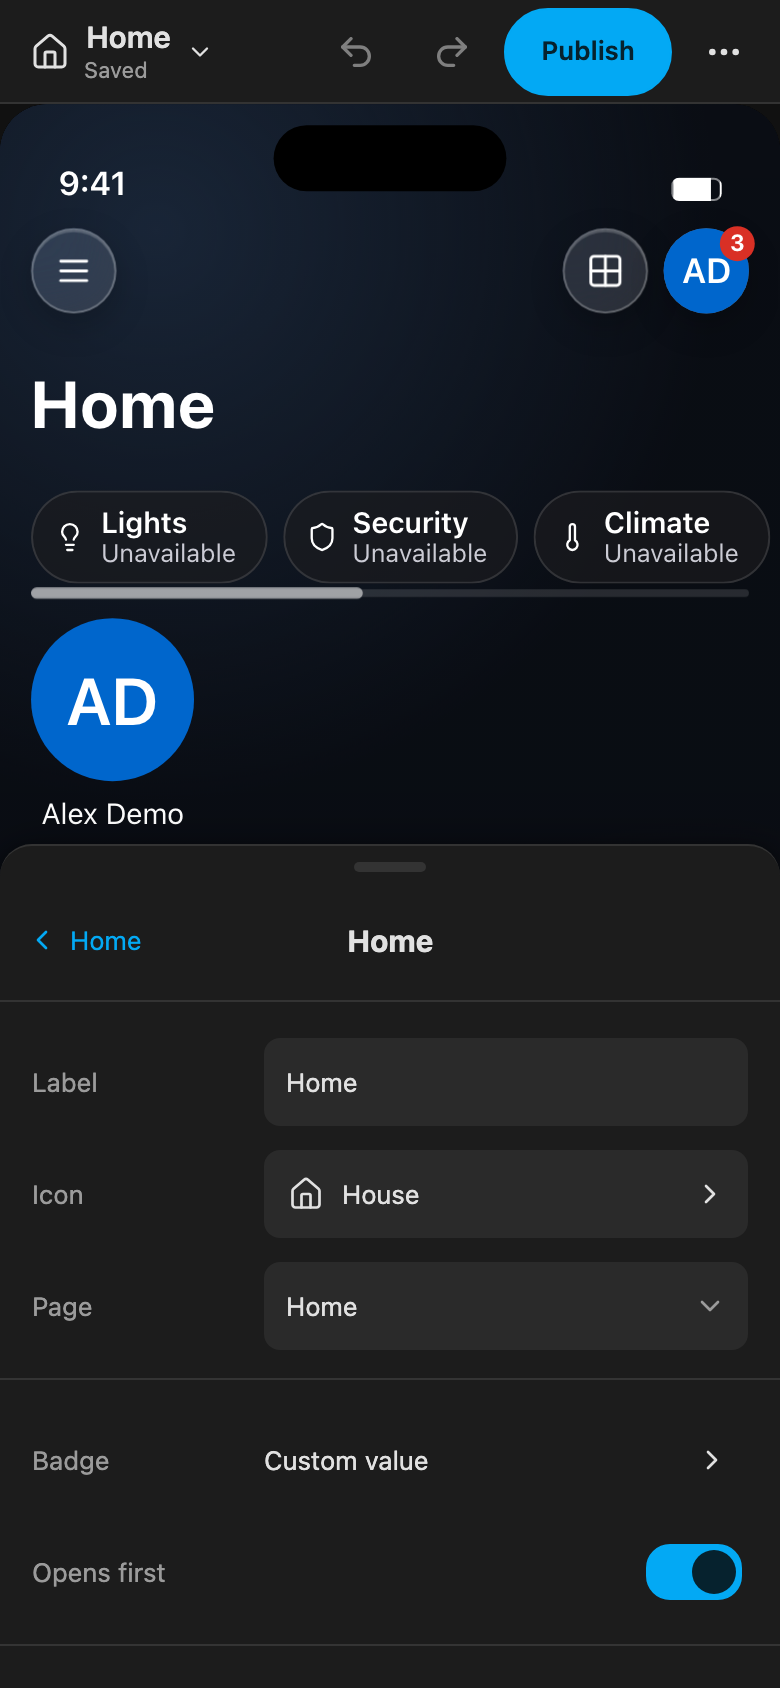 Home
Saved
Publish
9:41
AD
3
Home
Lights
Unavailable
Security
Unavailable
Climate
Unavailable
AD
Alex Demo
Home
Home
Label
Home
Icon
House
Page
Home
Badge
Custom value
Opens first